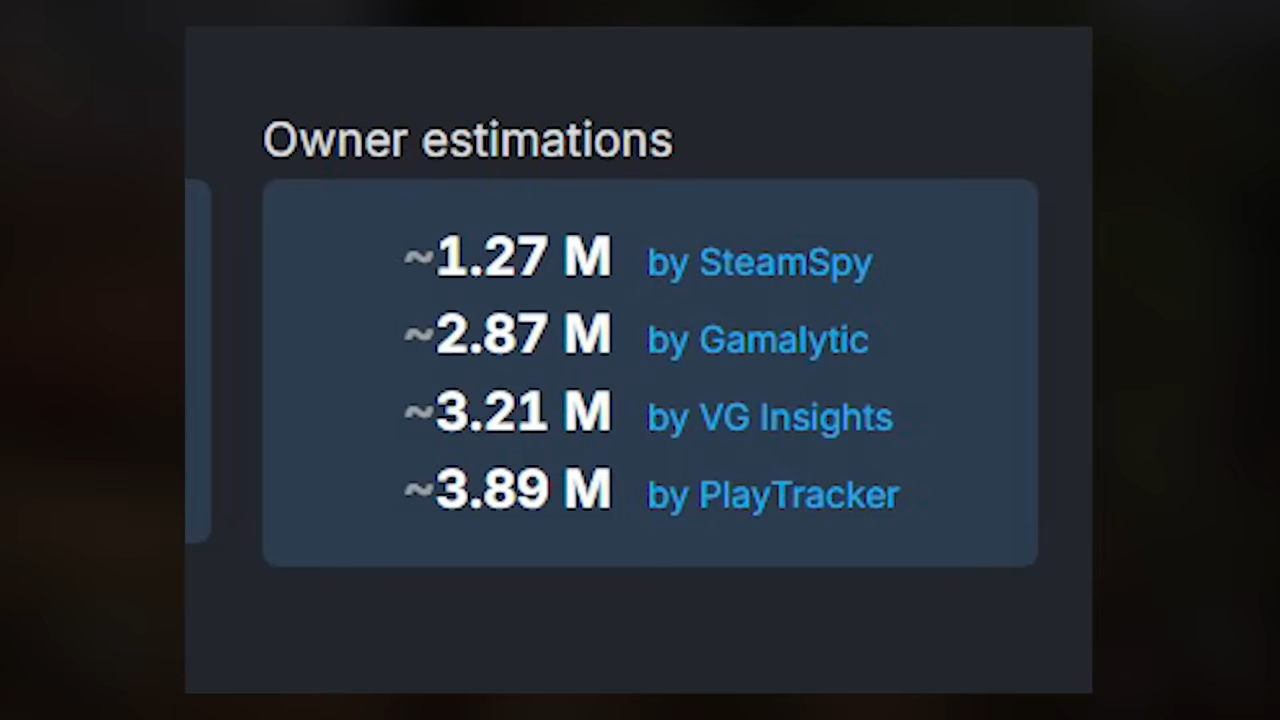 Owner estimations
~1.27 M by SteamSpy
~2.87 M by Gamalytic
~3.21 M by VG Insights
~3.89 M by PlayTracker